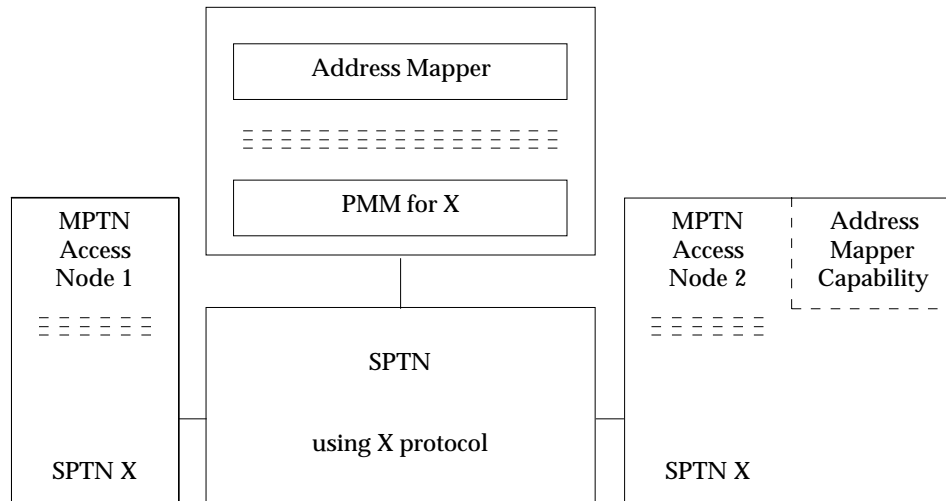 Address Mapper
PMM for X
MPTN
Access
Node 1
SPTN X
SPTN
using X protocol
MPTN
Access
Node 2
SPTN X
Address
Mapper
Capability